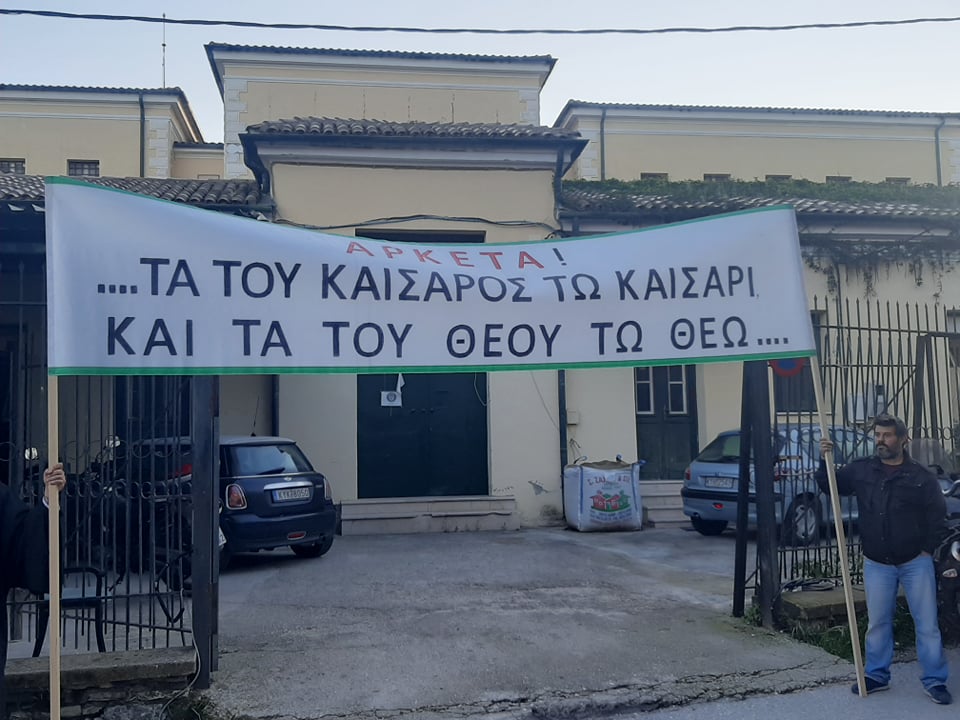 ΑΡΚΕΤΑ!
....ΤΑ ΤΟΥ ΚΑΙΣΑΡΟΣ ΤΩ ΚΑΙΣΑΡΙ,
ΚΑΙ ΤΑ ΤΟΥ ΘΕΟΥ ΤΩ ΘΕΩ....